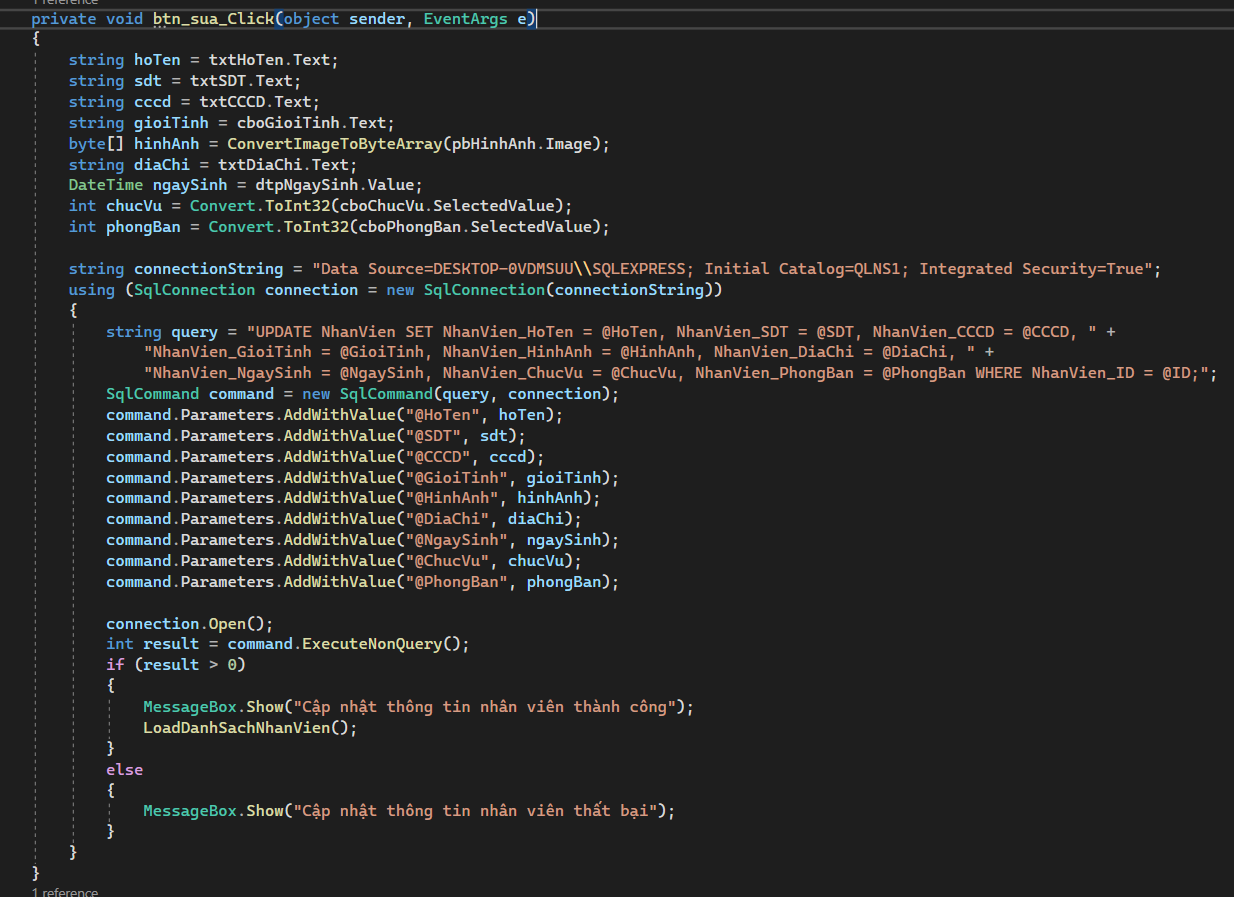 1 reference
private void btn_sua_Click(object sender, EventArgs e)
{
string hoTen = txtHoTen.Text;
string sdt = txtSDT.Text;
string cccd = txtCCCD.Text;
string gioiTinh = cboGioiTinh.Text;
byte[] hinhAnh = ConvertImageToByteArray(pbHinhAnh.Image);
string diaChi = txtDiaChi.Text;
DateTime ngaySinh = dtpNgaySinh.Value;
int chucVu = Convert.ToInt32(cboChucVu.SelectedValue);
int phongBan = Convert.ToInt32(cboPhongBan.SelectedValue);
string connectionString = "Data Source=DESKTOP-0VDMSUU\\SQLEXPRESS; Initial Catalog=QLNS1; Integrated Security=True";
using (SqlConnection connection = new SqlConnection(connectionString))
{
string query = "UPDATE NhanVien SET NhanVien_HoTen = @HoTen, NhanVien_SDT = @SDT, NhanVien_CCCD = @CCCD, " +
"NhanVien_GioiTinh = @GioiTinh, NhanVien_HinhAnh = @HinhAnh, NhanVien_DiaChi = @DiaChi, " +
"NhanVien_NgaySinh = @NgaySinh, NhanVien_ChucVu = @ChucVu, NhanVien_PhongBan = @PhongBan WHERE NhanVien_ID = @ID;";
SqlCommand command = new SqlCommand(query, connection);
command.Parameters.AddWithValue("@HoTen", hoTen);
command.Parameters.AddWithValue("@SDT", sdt);
command.Parameters.AddWithValue("@CCCD", cccd);
command.Parameters.AddWithValue("@GioiTinh", gioiTinh);
command.Parameters.AddWithValue("@HinhAnh", hinhAnh);
command.Parameters.AddWithValue("@DiaChi", diaChi);
command.Parameters.AddWithValue("@NgaySinh", ngaySinh);
command.Parameters.AddWithValue("@ChucVu", chucVu);
command.Parameters.AddWithValue("@PhongBan", phongBan);
connection.Open();
int result = command.ExecuteNonQuery();
if (result > 0)
{
MessageBox.Show("Cập nhật thông tin nhân viên thành công");
LoadDanhSachNhanVien();
}
else
{
MessageBox.Show("Cập nhật thông tin nhân viên thất bại");
}
}
}
1 reference